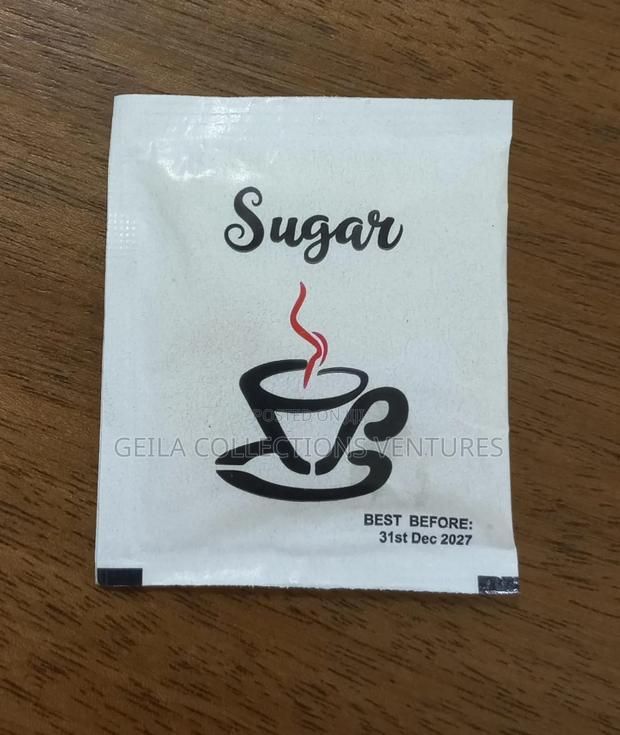 Sugar
POSTED ON Jiji
GEILA COLLECTIONS VENTURES
BEST BEFORE:
31st Dec 2027